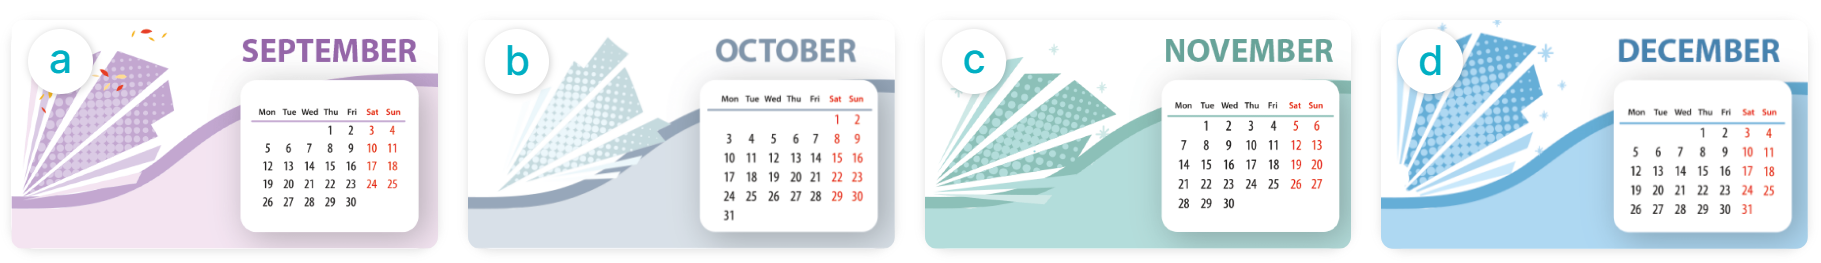 a
SEPTEMBER
Mon Tue Wed Thu Fri Sat Sun
1 2 3 4
5 6 7 8 9 10 11
12 13 14 15 16 17 18
19 20 21 22 23 24 25
26 27 28 29 30
b
OCTOBER
Mon Tue Wed Thu Fri Sat Sun
1 2
3 4 5 6 7 8 9
10 11 12 13 14 15 16
17 18 19 20 21 22 23
24 25 26 27 28 29 30
31
c
NOVEMBER
Mon Tue Wed Thu Fri Sat Sun
1 2 3 4 5 6
7 8 9 10 11 12 13
14 15 16 17 18 19 20
21 22 23 24 25 26 27
28 29 30
d
DECEMBER
Mon Tue Wed Thu Fri Sat Sun
1 2 3 4
5 6 7 8 9 10 11
12 13 14 15 16 17 18
19 20 21 22 23 24 25
26 27 28 29 30 31